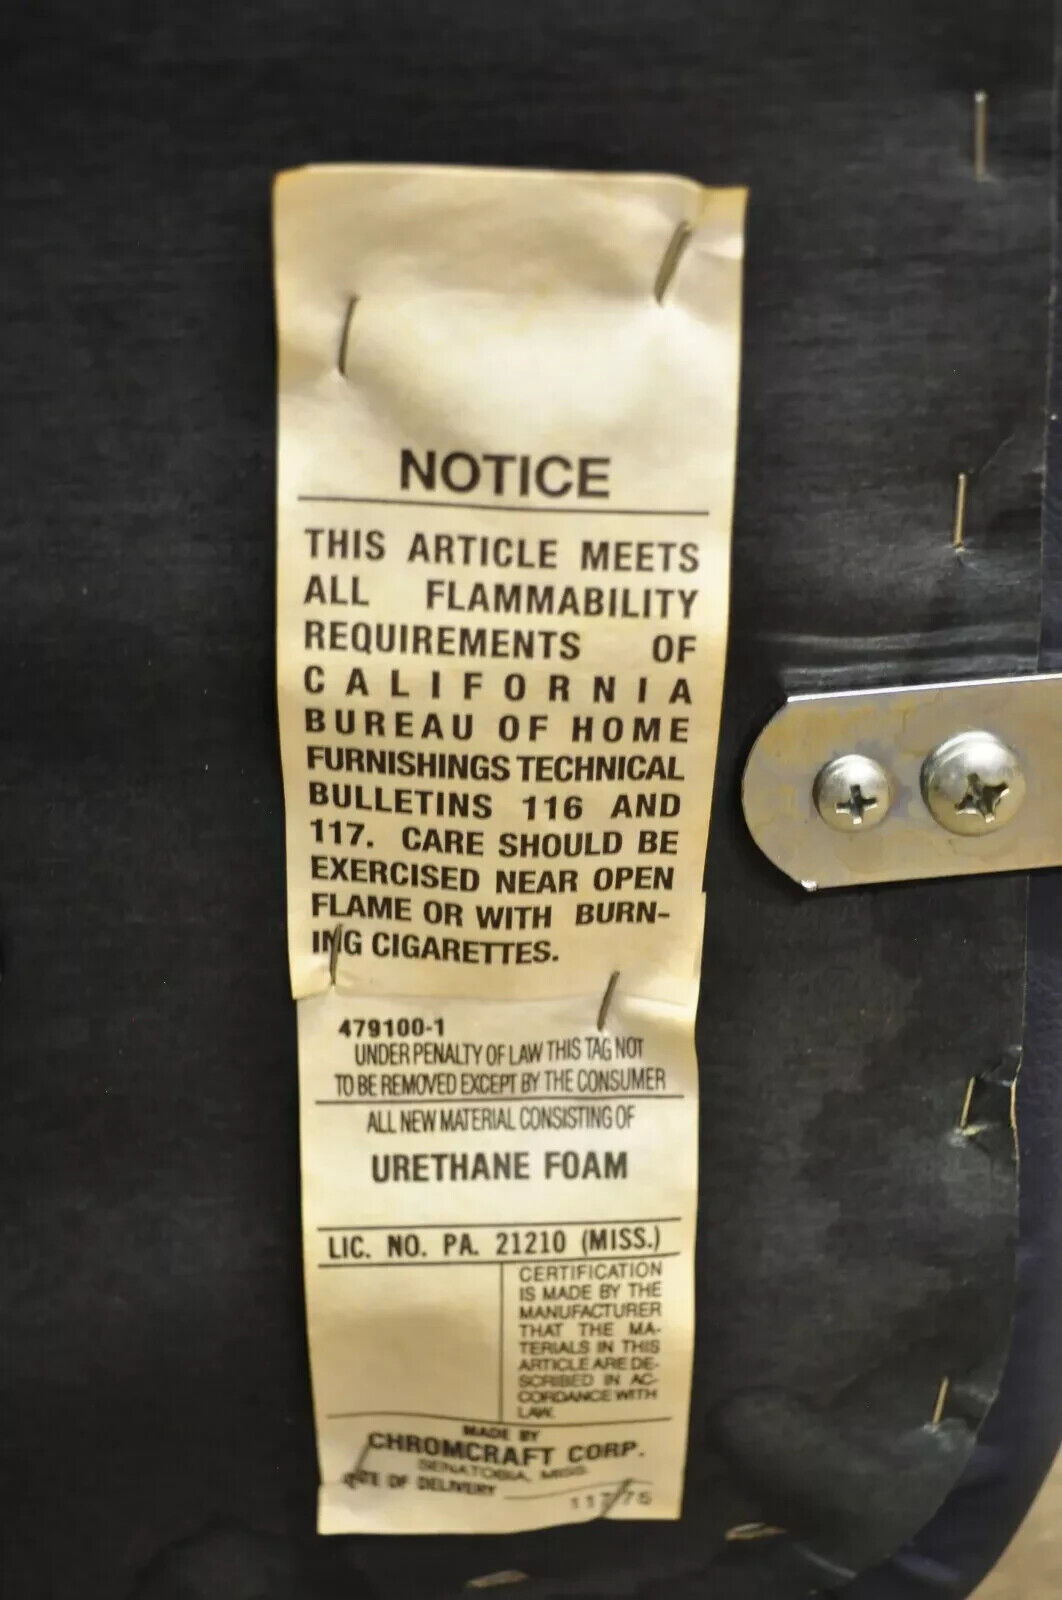 NOTICE
THIS ARTICLE MEETS
ALL FLAMMABILITY
REQUIREMENTS OF
CALIFORNIA
BUREAU OF HOME
FURNISHINGS TECHNICAL
BULLETINS 116 AND
117. CARE SHOULD BE
EXERCISED NEAR OPEN
FLAME OR WITH BURN-
ING CIGARETTES.
479100-1
UNDER PENALTY OF LAW THIS TAG NOT
TO BE REMOVED EXCEPT BY THE CONSUMER
ALL NEW MATERIAL CONSISTING OF
URETHANE FOAM
LIC. NO. PA. 21210 (MISS.)
CERTIFICATION
IS MADE BY THE
MANUFACTURER
THAT THE MA-
TERIALS IN THIS
ARTICLE ARE DE-
SCRIBED IN AC-
CORDANCE WITH
LAW.
MADE BY
CHROMCRAFT CORP.
SENATOBIA, MISS.
DATE OF DELIVERY